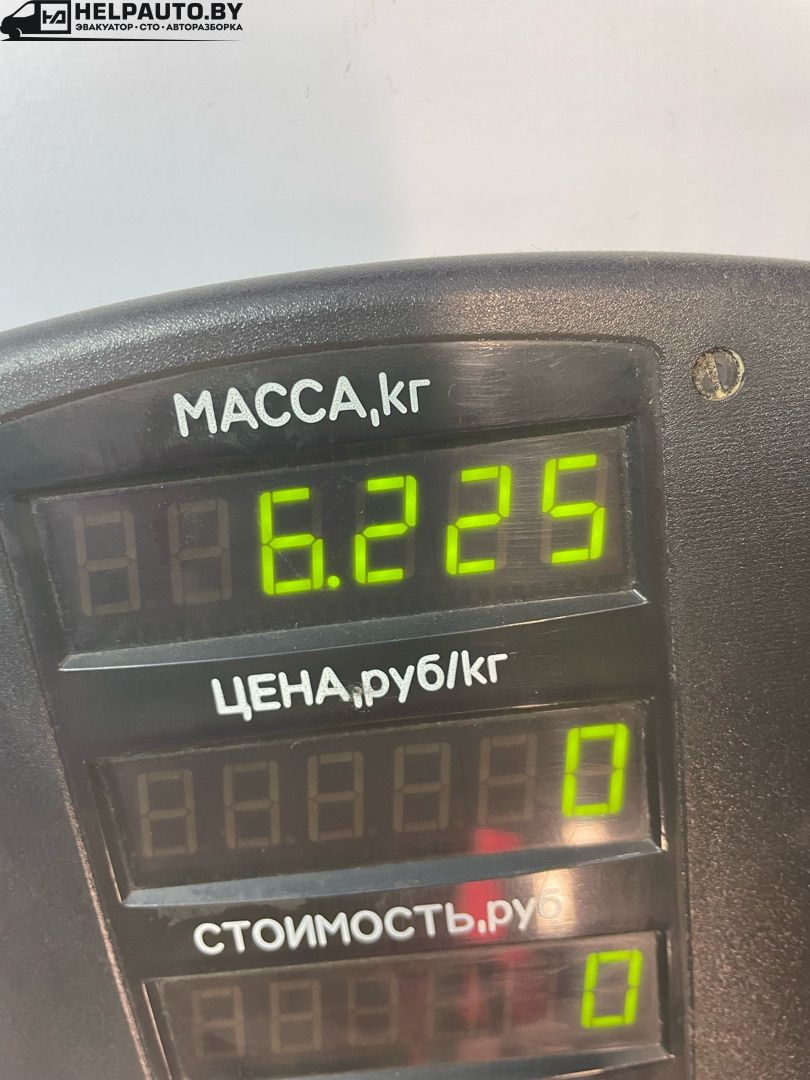 HELPAUTO.BY
ЭВАКУАТОР • СТО • АВТОРАЗБОРКА
МАССА,кг
6.225
ЦЕНА,руб/кг
0
СТОИМОСТЬ,руб
0